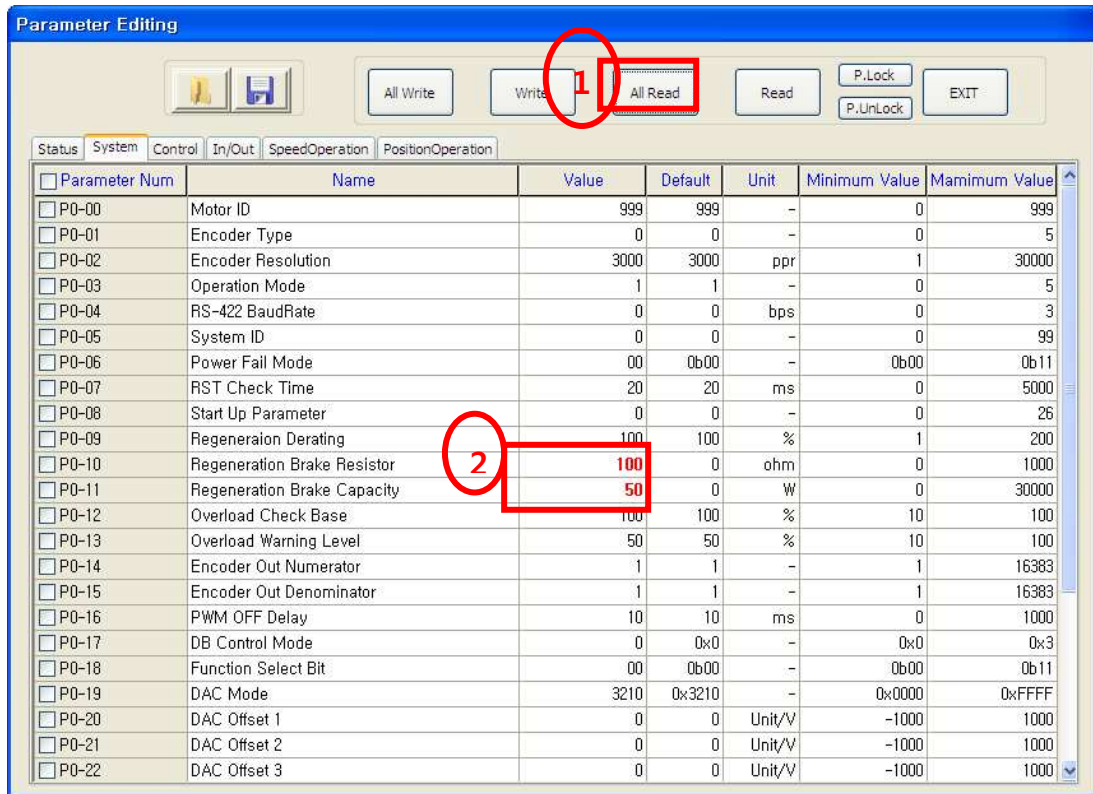 Parameter Editing
All Write Write 1 All Read Read P.Lock P.UnLock EXIT
Status System Control In/Out SpeedOperation PositionOperation
Parameter Num Name Value Default Unit Minimum Value Mamimum Value
P0-00 Motor ID 999 999 - 0 999
P0-01 Encoder Type 0 0 - 0 5
P0-02 Encoder Resolution 3000 3000 ppr 1 30000
P0-03 Operation Mode 1 1 - 0 5
P0-04 RS-422 BaudRate 0 0 bps 0 3
P0-05 System ID 0 0 - 0 99
P0-06 Power Fail Mode 00 0b00 - 0b00 0b11
P0-07 RST Check Time 20 20 ms 0 5000
P0-08 Start Up Parameter 0 0 - 0 26
P0-09 Regeneraion Derating 100 100 % 1 200
P0-10 Regeneration Brake Resistor 2 100 0 ohm 0 1000
P0-11 Regeneration Brake Capacity 50 0 W 0 30000
P0-12 Overload Check Base 100 100 % 10 100
P0-13 Overload Warning Level 50 50 % 10 100
P0-14 Encoder Out Numerator 1 1 - 1 16383
P0-15 Encoder Out Denominator 1 1 - 1 16383
P0-16 PWM OFF Delay 10 10 ms 0 1000
P0-17 DB Control Mode 0 0x0 - 0x0 0x3
P0-18 Function Select Bit 00 0b00 - 0b00 0b11
P0-19 DAC Mode 3210 0x3210 - 0x0000 0xFFFF
P0-20 DAC Offset 1 0 0 Unit/V -1000 1000
P0-21 DAC Offset 2 0 0 Unit/V -1000 1000
P0-22 DAC Offset 3 0 0 Unit/V -1000 1000